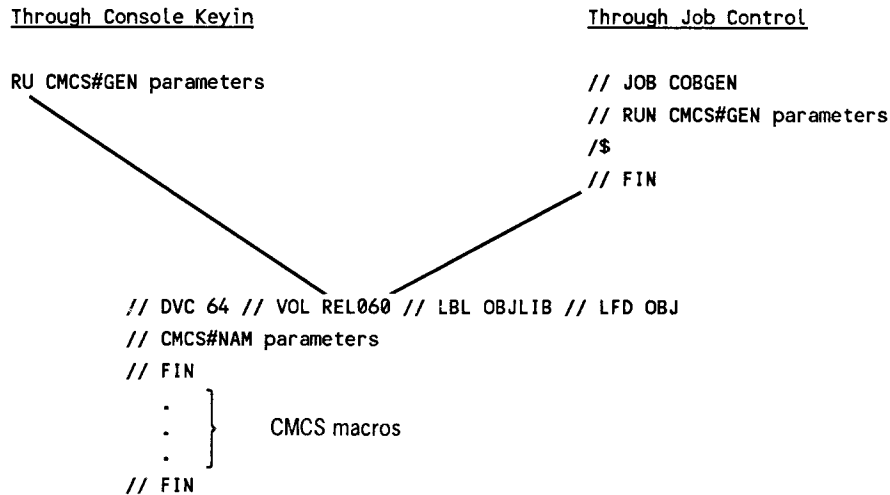 Through Console Keyin
Through Job Control
RU CMCS#GEN parameters
// JOB COBGEN
// RUN CMCS#GEN parameters
/$
// FIN
// DVC 64 // VOL REL060 // LBL OBJLIB // LFD OBJ
// CMCS#NAM parameters
// FIN
.
. CMCS macros
.
// FIN